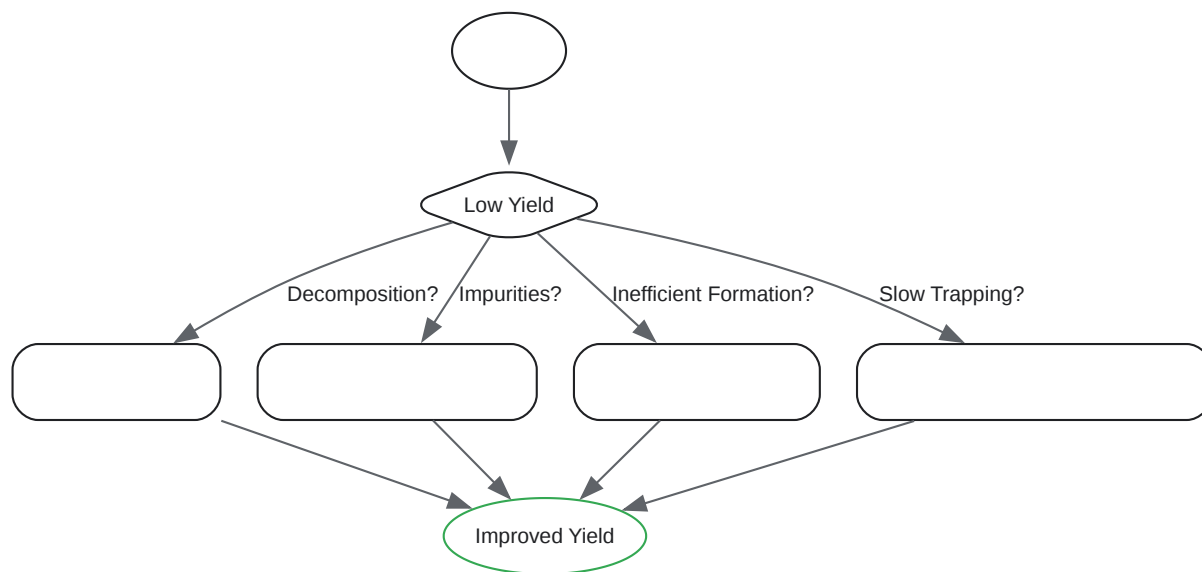 Low Yield
Decomposition?
Impurities?
Inefficient Formation?
Slow Trapping?
Improved Yield